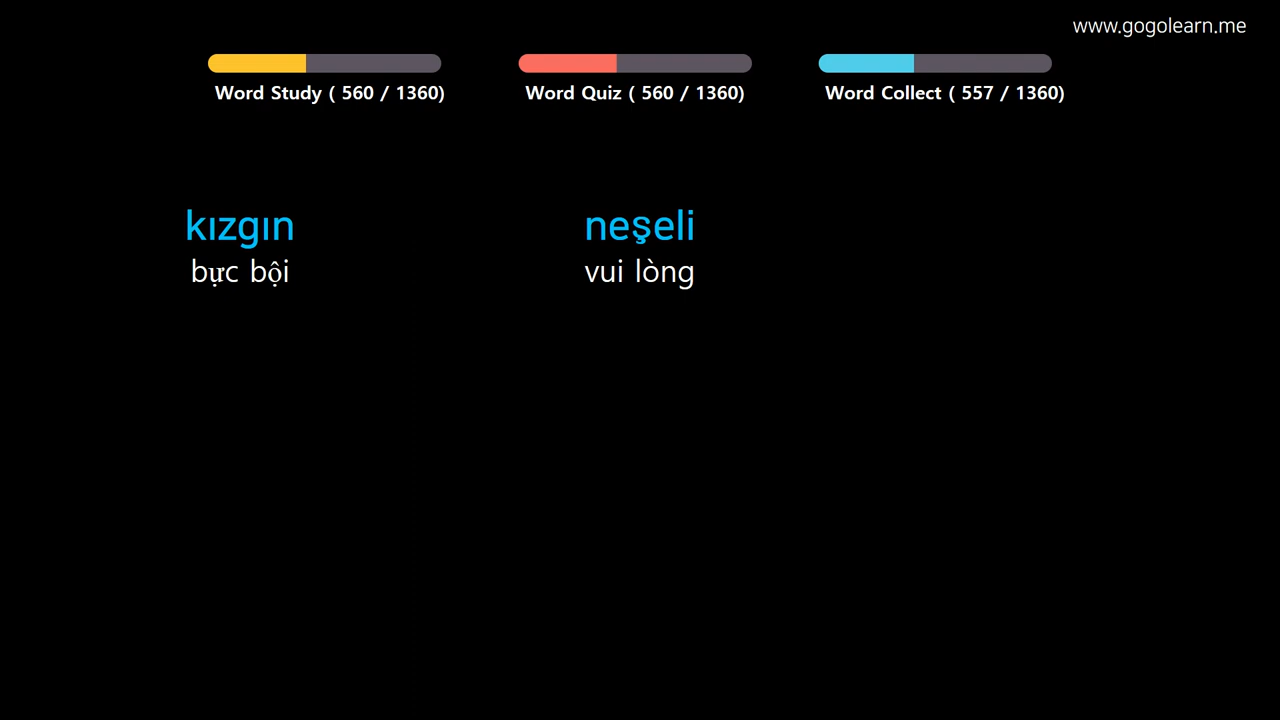 www.gogolearn.me
Word Study ( 560 / 1360)
Word Quiz ( 560 / 1360)
Word Collect ( 557 / 1360)
kızgın
bực bội
neşeli
vui lòng